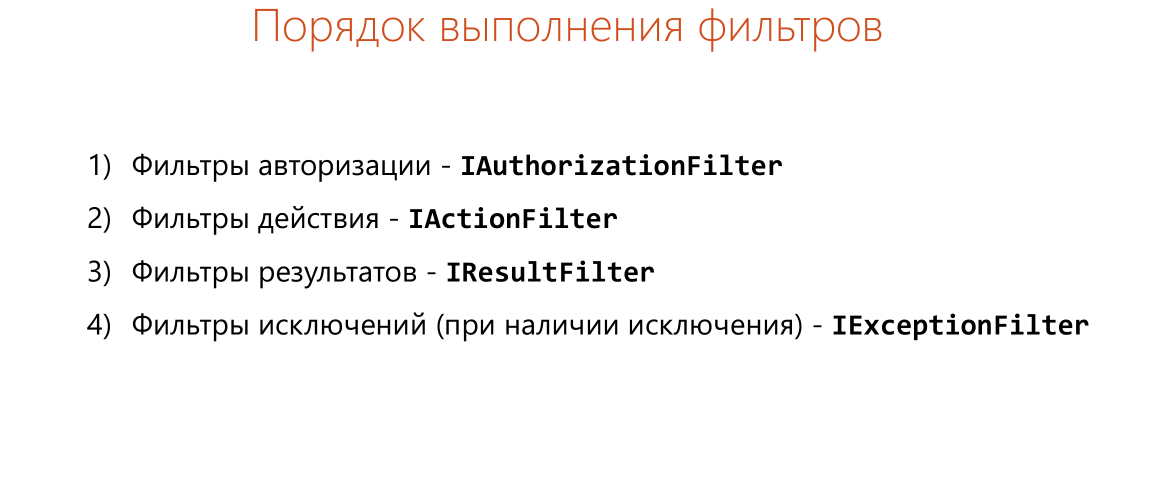 Порядок выполнения фильтров
1) Фильтры авторизации - IAuthorizationFilter
2) Фильтры действия - IActionFilter
3) Фильтры результатов - IResultFilter
4) Фильтры исключений (при наличии исключения) - IExceptionFilter